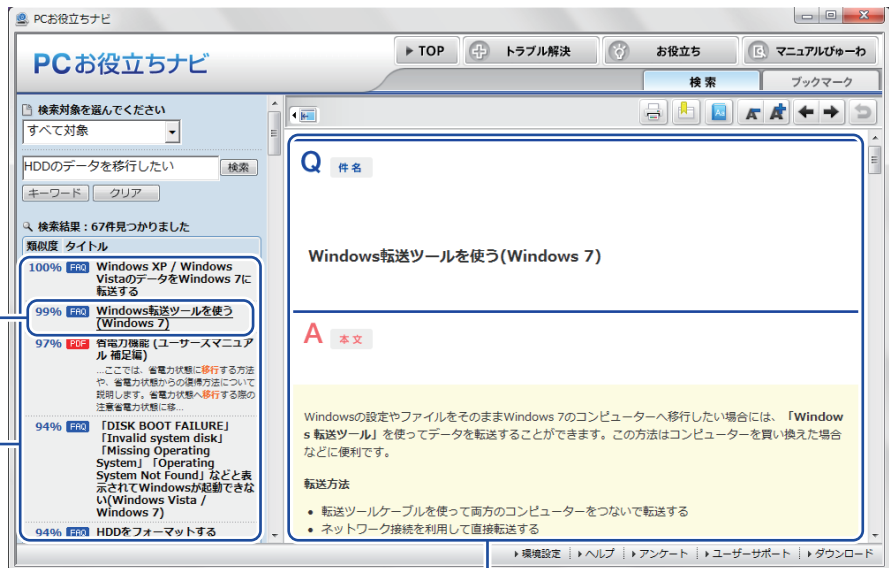 PCお役立ちナビ
PCお役立ちナビ
TOP
トラブル解決
お役立ち
マニュアルびゅーわ
検索
ブックマーク
検索対象を選んでください
すべて対象
HDDのデータを移行したい
検索
キーワード
クリア
検索結果：67件見つかりました
類似度 タイトル
100% FAQ Windows XP / Windows
VistaのデータをWindows 7に
転送する
99% FAQ Windows転送ツールを使う
(Windows 7)
97% PDF 省電力機能 (ユーザーズマニュア
ル 補足編)
...ここでは、省電力状態に移行する方法
や、省電力状態からの復帰方法について
説明します。省電力状態へ移行する際の
注意省電力状態に移...
94% FAQ 「DISK BOOT FAILURE」
「Invalid system disk」
「Missing Operating
System」「Operating
System Not Found」などと表
示されてWindowsが起動できな
い(Windows Vista /
Windows 7)
94% FAQ HDDをフォーマットする
Q 件名
Windows転送ツールを使う(Windows 7)
A 本文
Windowsの設定やファイルをそのままWindows 7のコンピューターへ移行したい場合には、「Window
s 転送ツール」を使ってデータを転送することができます。この方法はコンピューターを買い換えた場合
などに便利です。
転送方法
• 転送ツールケーブルを使って両方のコンピューターをつないで転送する
• ネットワーク接続を利用して直接転送する
環境設定
ヘルプ
アンケート
ユーザーサポート
ダウンロード